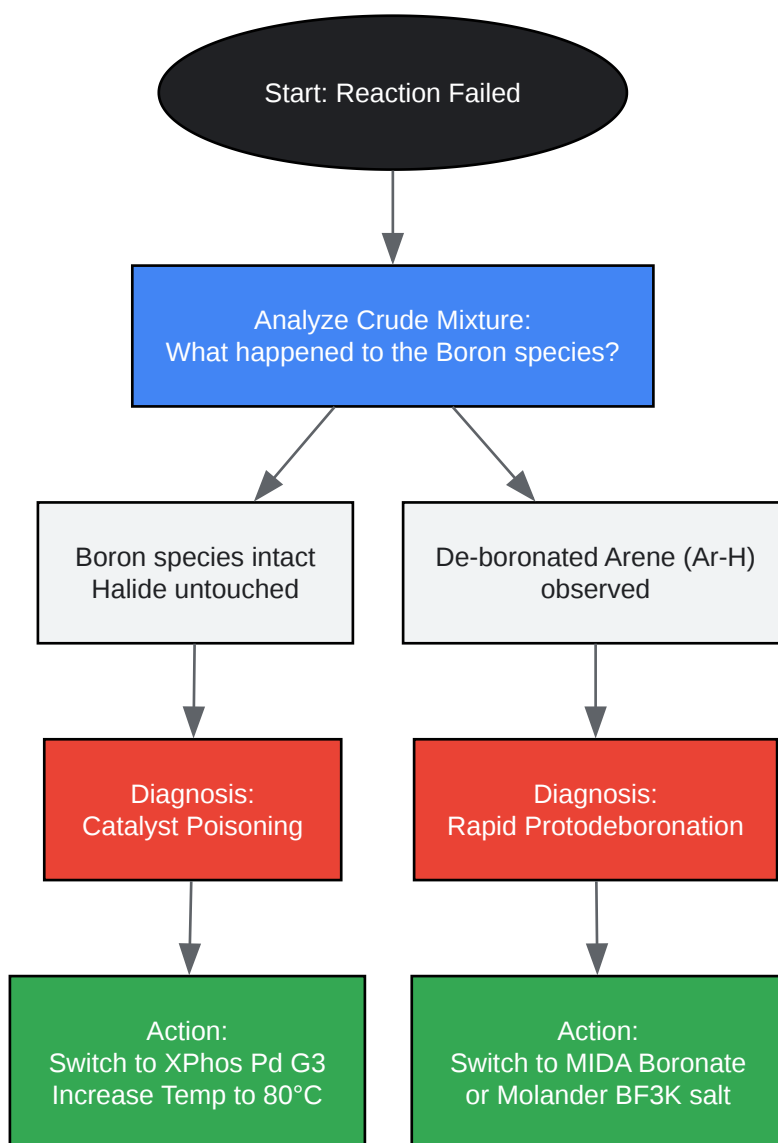 Start: Reaction Failed
Analyze Crude Mixture:
What happened to the Boron species?
Boron species intact
Halide untouched
De-boronated Arene (Ar-H)
observed
Diagnosis:
Catalyst Poisoning
Diagnosis:
Rapid Protodeboronation
Action:
Switch to XPhos Pd G3
Increase Temp to 80°C
Action:
Switch to MIDA Boronate
or Molander BF3K salt